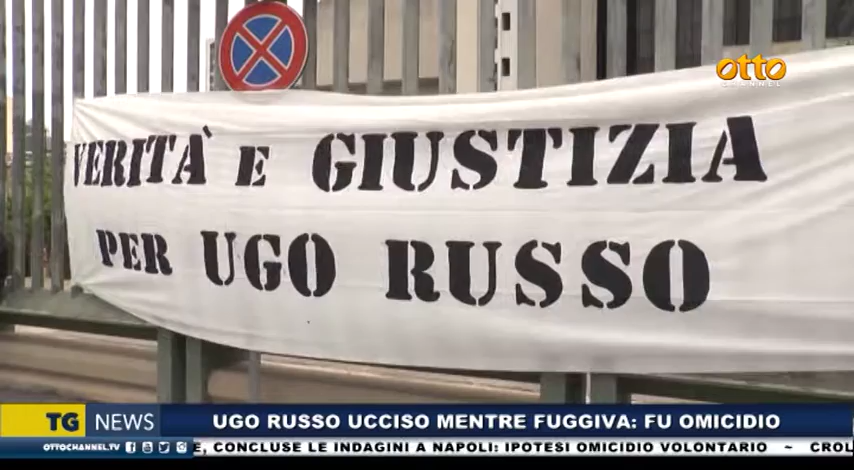 otto
CHANNEL
VERITÀ E GIUSTIZIA
PER UGO RUSSO
TG NEWS
UGO RUSSO UCCISO MENTRE FUGGIVA: FU OMICIDIO
OTTOCHANNEL.TV
E, CONCLUSE LE INDAGINI A NAPOLI: IPOTESI OMICIDIO VOLONTARIO ~ CROL